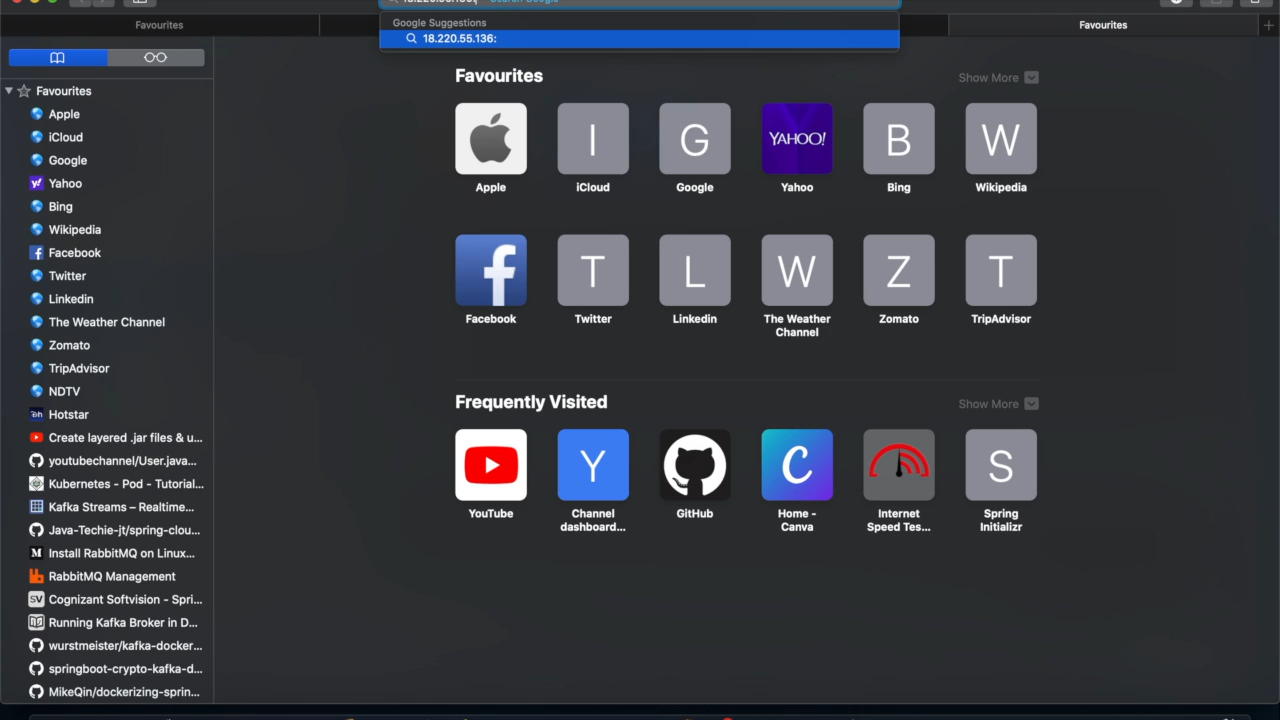 Search Google
Favourites
Google Suggestions
Favourites
18.220.55.136:
Favourites
Show More
Favourites
Apple
iCloud
Google
Yahoo
Bing
Wikipedia
Facebook
Twitter
Linkedin
The Weather Channel
Zomato
TripAdvisor
NDTV
Hotstar
Create layered .jar files & u...
youtubechannel/User.java...
Kubernetes - Pod - Tutorial...
Kafka Streams – Realtime...
Java-Techie-jt/spring-clou...
Install RabbitMQ on Linux...
RabbitMQ Management
Cognizant Softvision - Spri...
Running Kafka Broker in D...
wurstmeister/kafka-docker...
springboot-crypto-kafka-d...
MikeQin/dockerizing-sprin...
I
G
YAHOO!
B
W
Apple
iCloud
Google
Yahoo
Bing
Wikipedia
f
T
L
W
Z
T
Facebook
Twitter
Linkedin
The Weather
Channel
Zomato
TripAdvisor
Frequently Visited
Show More
Y
C
S
YouTube
Channel
dashboard...
GitHub
Home -
Canva
Internet
Speed Tes...
Spring
Initializr